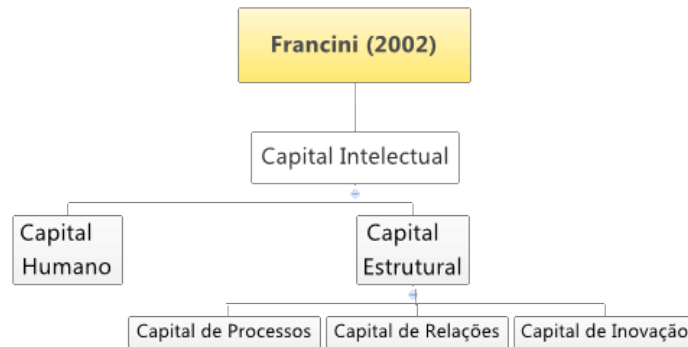 Francini (2002)
Capital Intelectual
Capital
Humano
Capital
Estrutural
Capital de Processos
Capital de Relações
Capital de Inovação